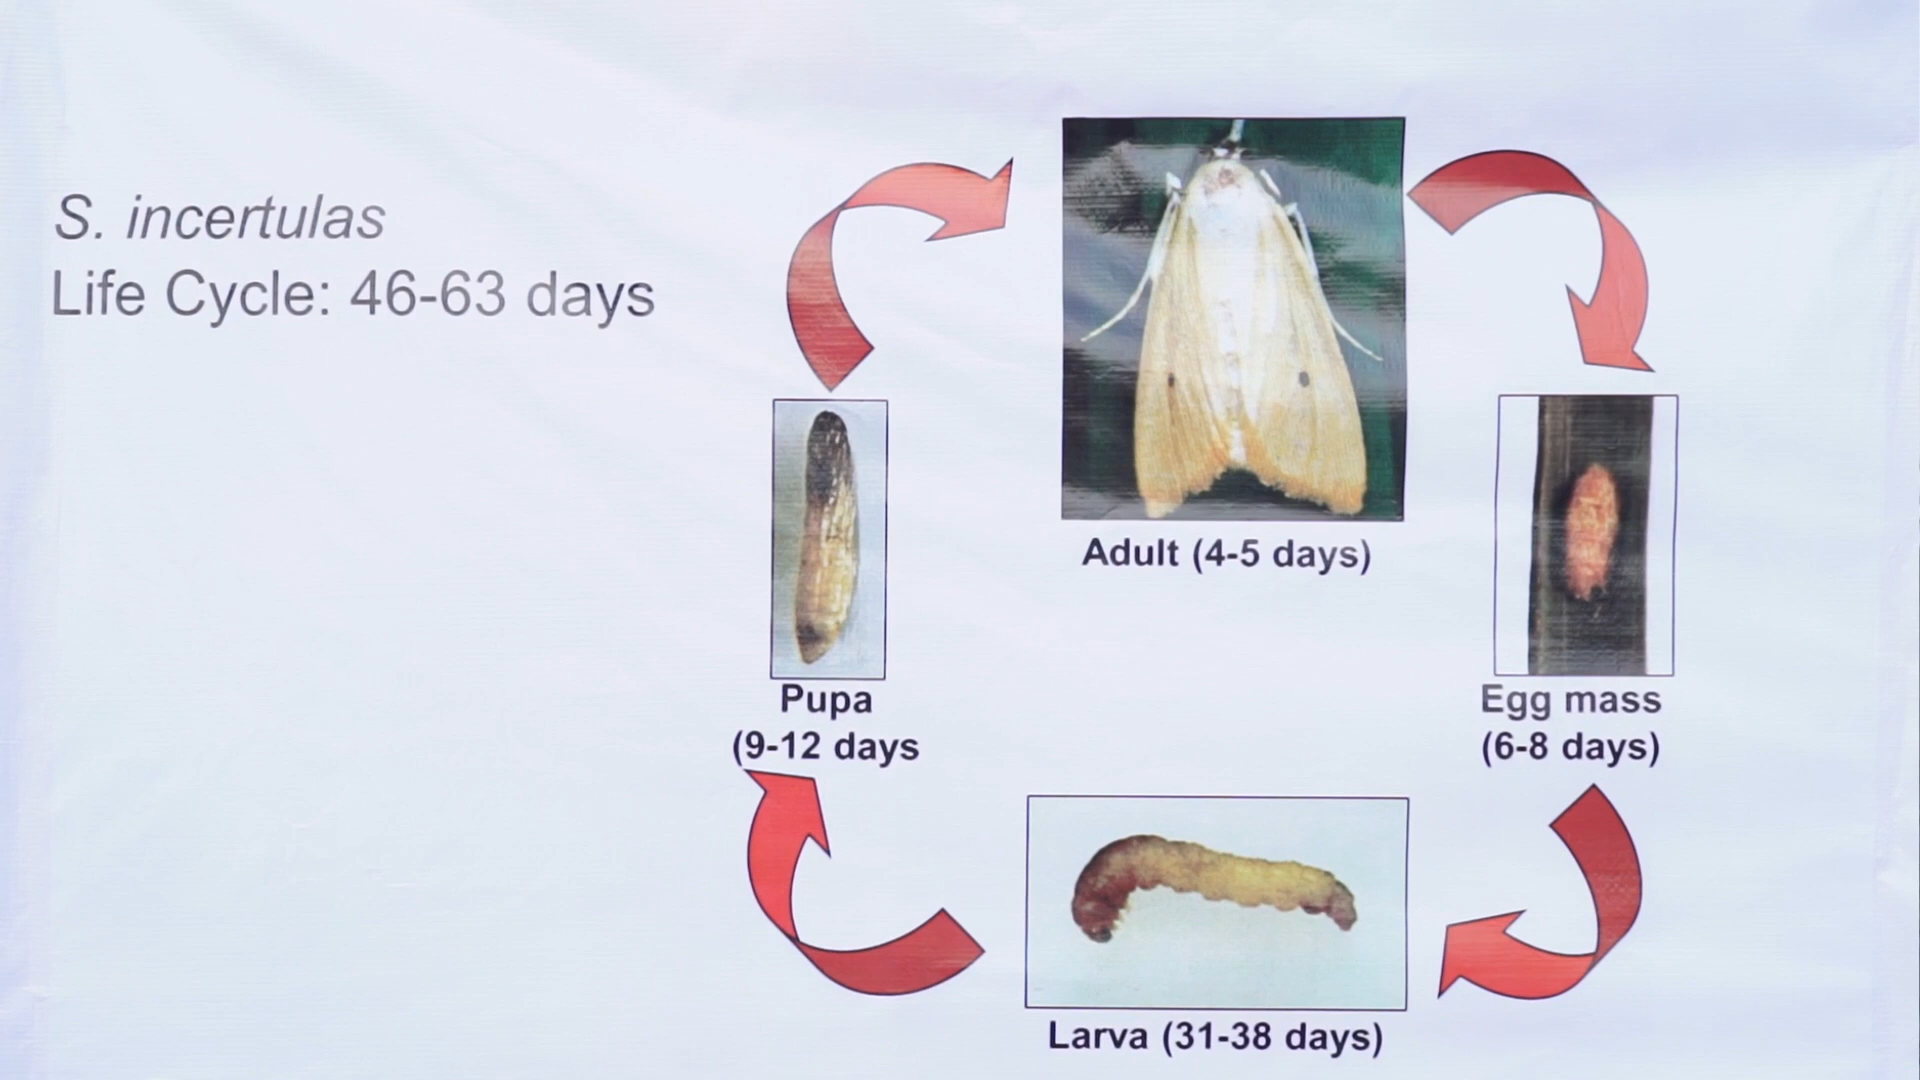 S. incertulas
Life Cycle: 46-63 days
Adult (4-5 days)
Egg mass
(6-8 days)
Larva (31-38 days)
Pupa
(9-12 days